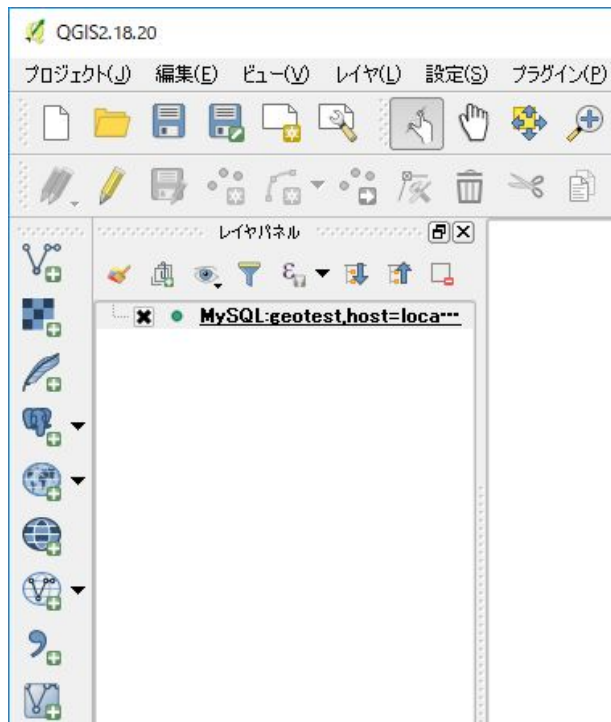 QGIS2.18.20
プロジェクト(J) 編集(E) ビュー(V) レイヤ(L) 設定(S) プラグイン(P)
レイヤパネル
MySQL:geotest,host=loca…